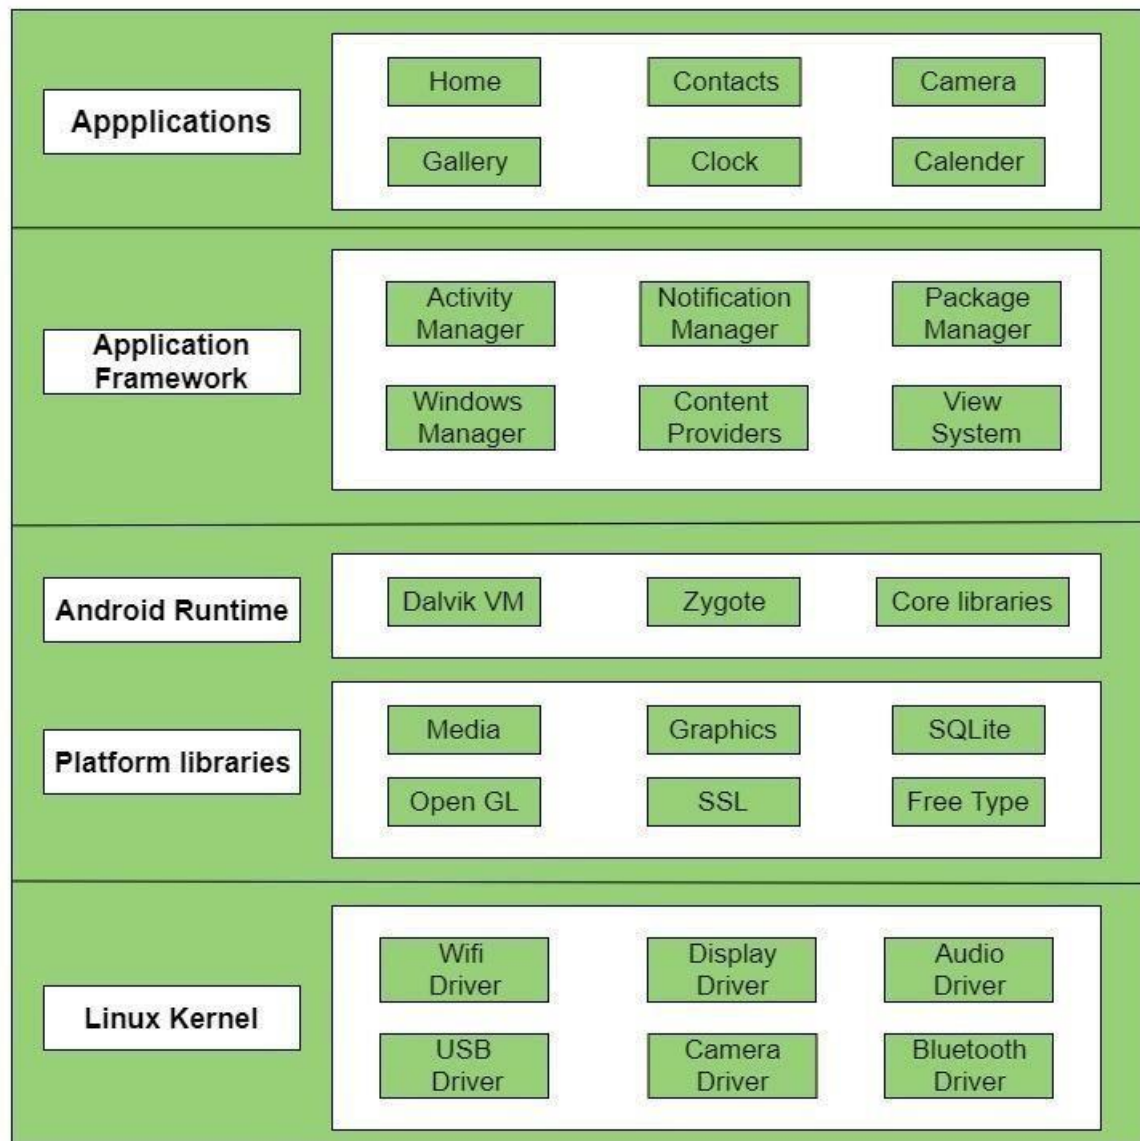 Appplications
Home
Contacts
Camera
Gallery
Clock
Calender
Application
Framework
Activity
Manager
Notification
Manager
Package
Manager
Windows
Manager
Content
Providers
View
System
Android Runtime
Dalvik VM
Zygote
Core libraries
Platform libraries
Media
Graphics
SQLite
Open GL
SSL
Free Type
Linux Kernel
Wifi
Driver
Display
Driver
Audio
Driver
USB
Driver
Camera
Driver
Bluetooth
Driver